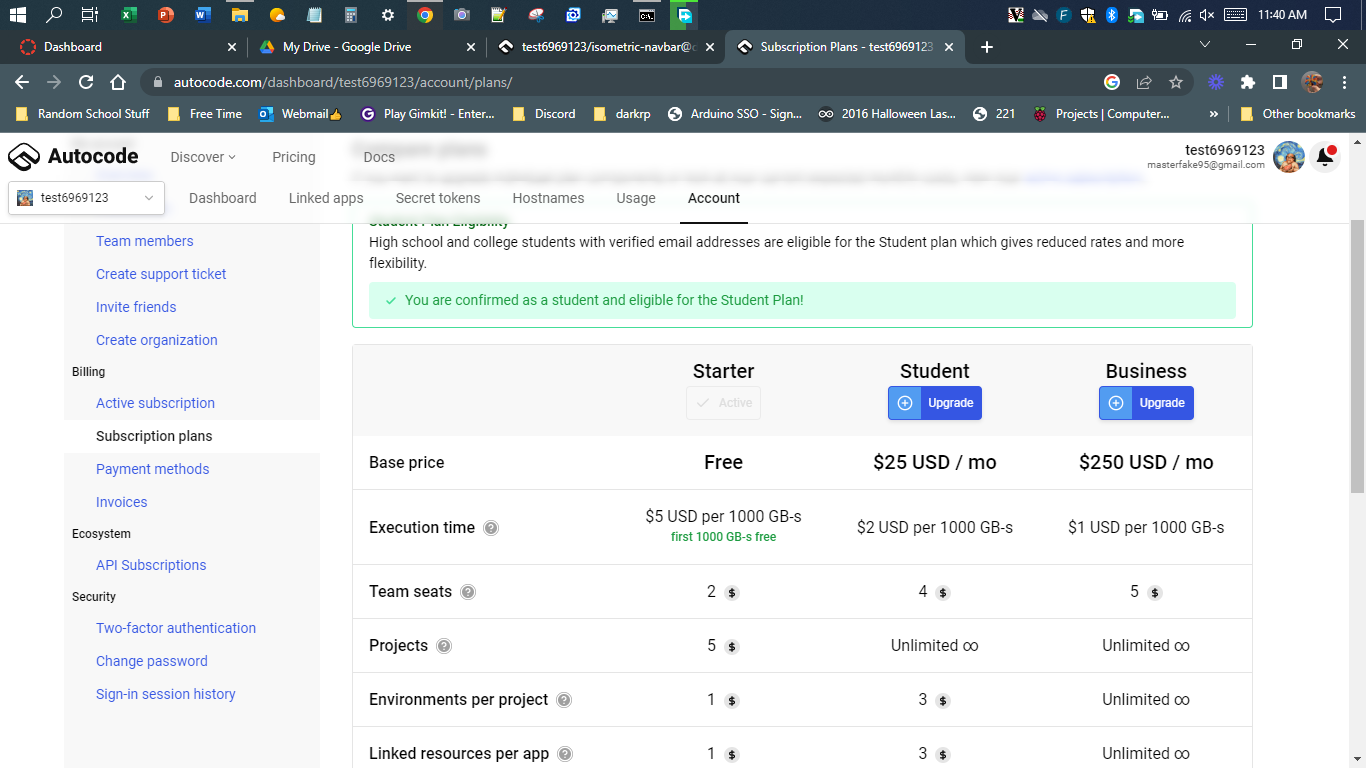 11:40 AM
Dashboard
My Drive - Google Drive
test6969123/isometric-navbar@
Subscription Plans - test6969123
autocode.com/dashboard/test6969123/account/plans/
Random School Stuff
Free Time
Webmail👍
Play Gimkit! - Enter...
Discord
darkrp
Arduino SSO - Sign...
2016 Halloween Las...
221
Projects | Computer...
»
Other bookmarks
Autocode
Discover
Pricing
Docs
test6969123
masterfake95@gmail.com
test6969123
Dashboard
Linked apps
Secret tokens
Hostnames
Usage
Account
Team members
Create support ticket
Invite friends
Create organization
Billing
Active subscription
Subscription plans
Payment methods
Invoices
Ecosystem
API Subscriptions
Security
Two-factor authentication
Change password
Sign-in session history
Compare plans
Student Plan Eligibility
High school and college students with verified email addresses are eligible for the Student plan which gives reduced rates and more
flexibility.
You are confirmed as a student and eligible for the Student Plan!
Starter
Student
Business
Active
Upgrade
Upgrade
Base price
Free
$25 USD / mo
$250 USD / mo
Execution time ?
$5 USD per 1000 GB-s
first 1000 GB-s free
$2 USD per 1000 GB-s
$1 USD per 1000 GB-s
Team seats ?
2 $
4 $
5 $
Projects ?
5 $
Unlimited ∞
Unlimited ∞
Environments per project ?
1 $
3 $
Unlimited ∞
Linked resources per app ?
1 $
3 $
Unlimited ∞